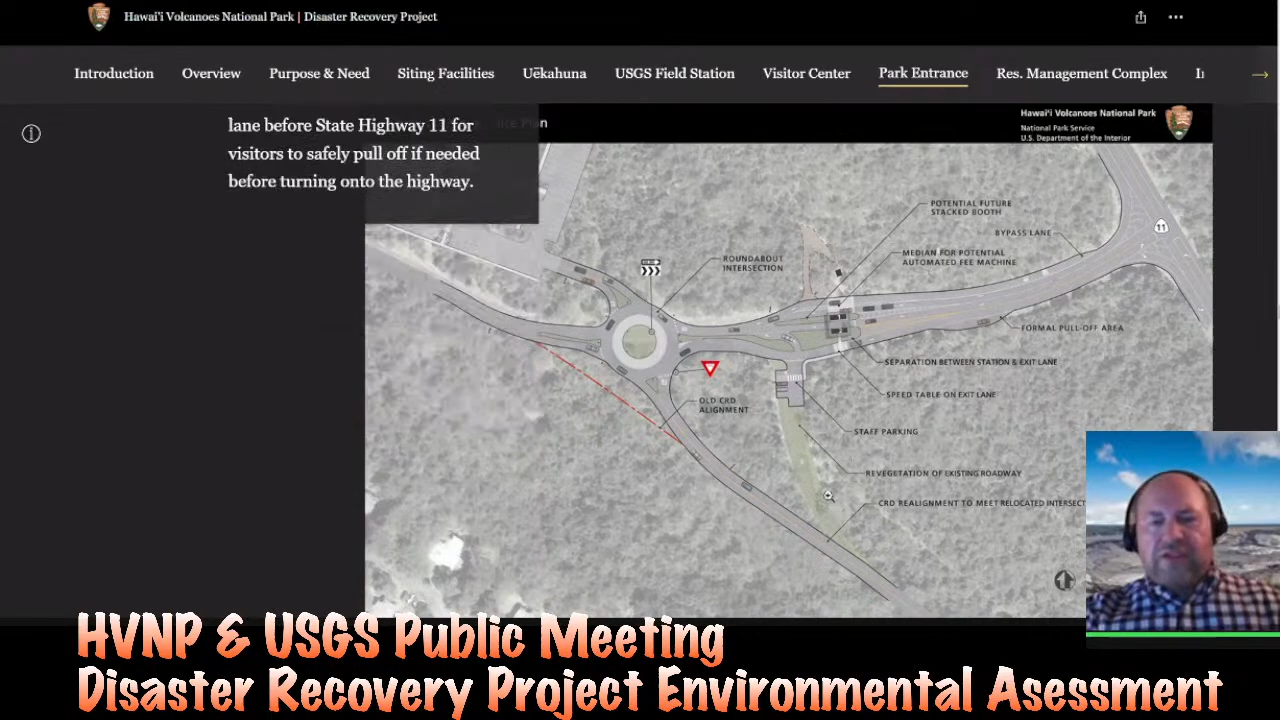 Hawaiʻi Volcanoes National Park | Disaster Recovery Project
Introduction Overview Purpose & Need Siting Facilities Uēkahuna USGS Field Station Visitor Center Park Entrance Res. Management Complex
lane before State Highway 11 for
visitors to safely pull off if needed
before turning onto the highway.
Plan
Hawaiʻi Volcanoes National Park
National Park Service
U.S. Department of the Interior
POTENTIAL FUTURE
STACKED BOOTH
BYPASS LANE
11
MEDIAN FOR POTENTIAL
AUTOMATED FEE MACHINE
ROUNDABOUT
INTERSECTION
FORMAL PULL-OFF AREA
SEPARATION BETWEEN STATION & EXIT LANE
SPEED TABLE ON EXIT LANE
OLD CRD
ALIGNMENT
STAFF PARKING
REVEGETATION OF EXISTING ROADWAY
CRD REALIGNMENT TO MEET RELOCATED INTERSECT
HVNP & USGS Public Meeting
Disaster Recovery Project Environmental Asessment